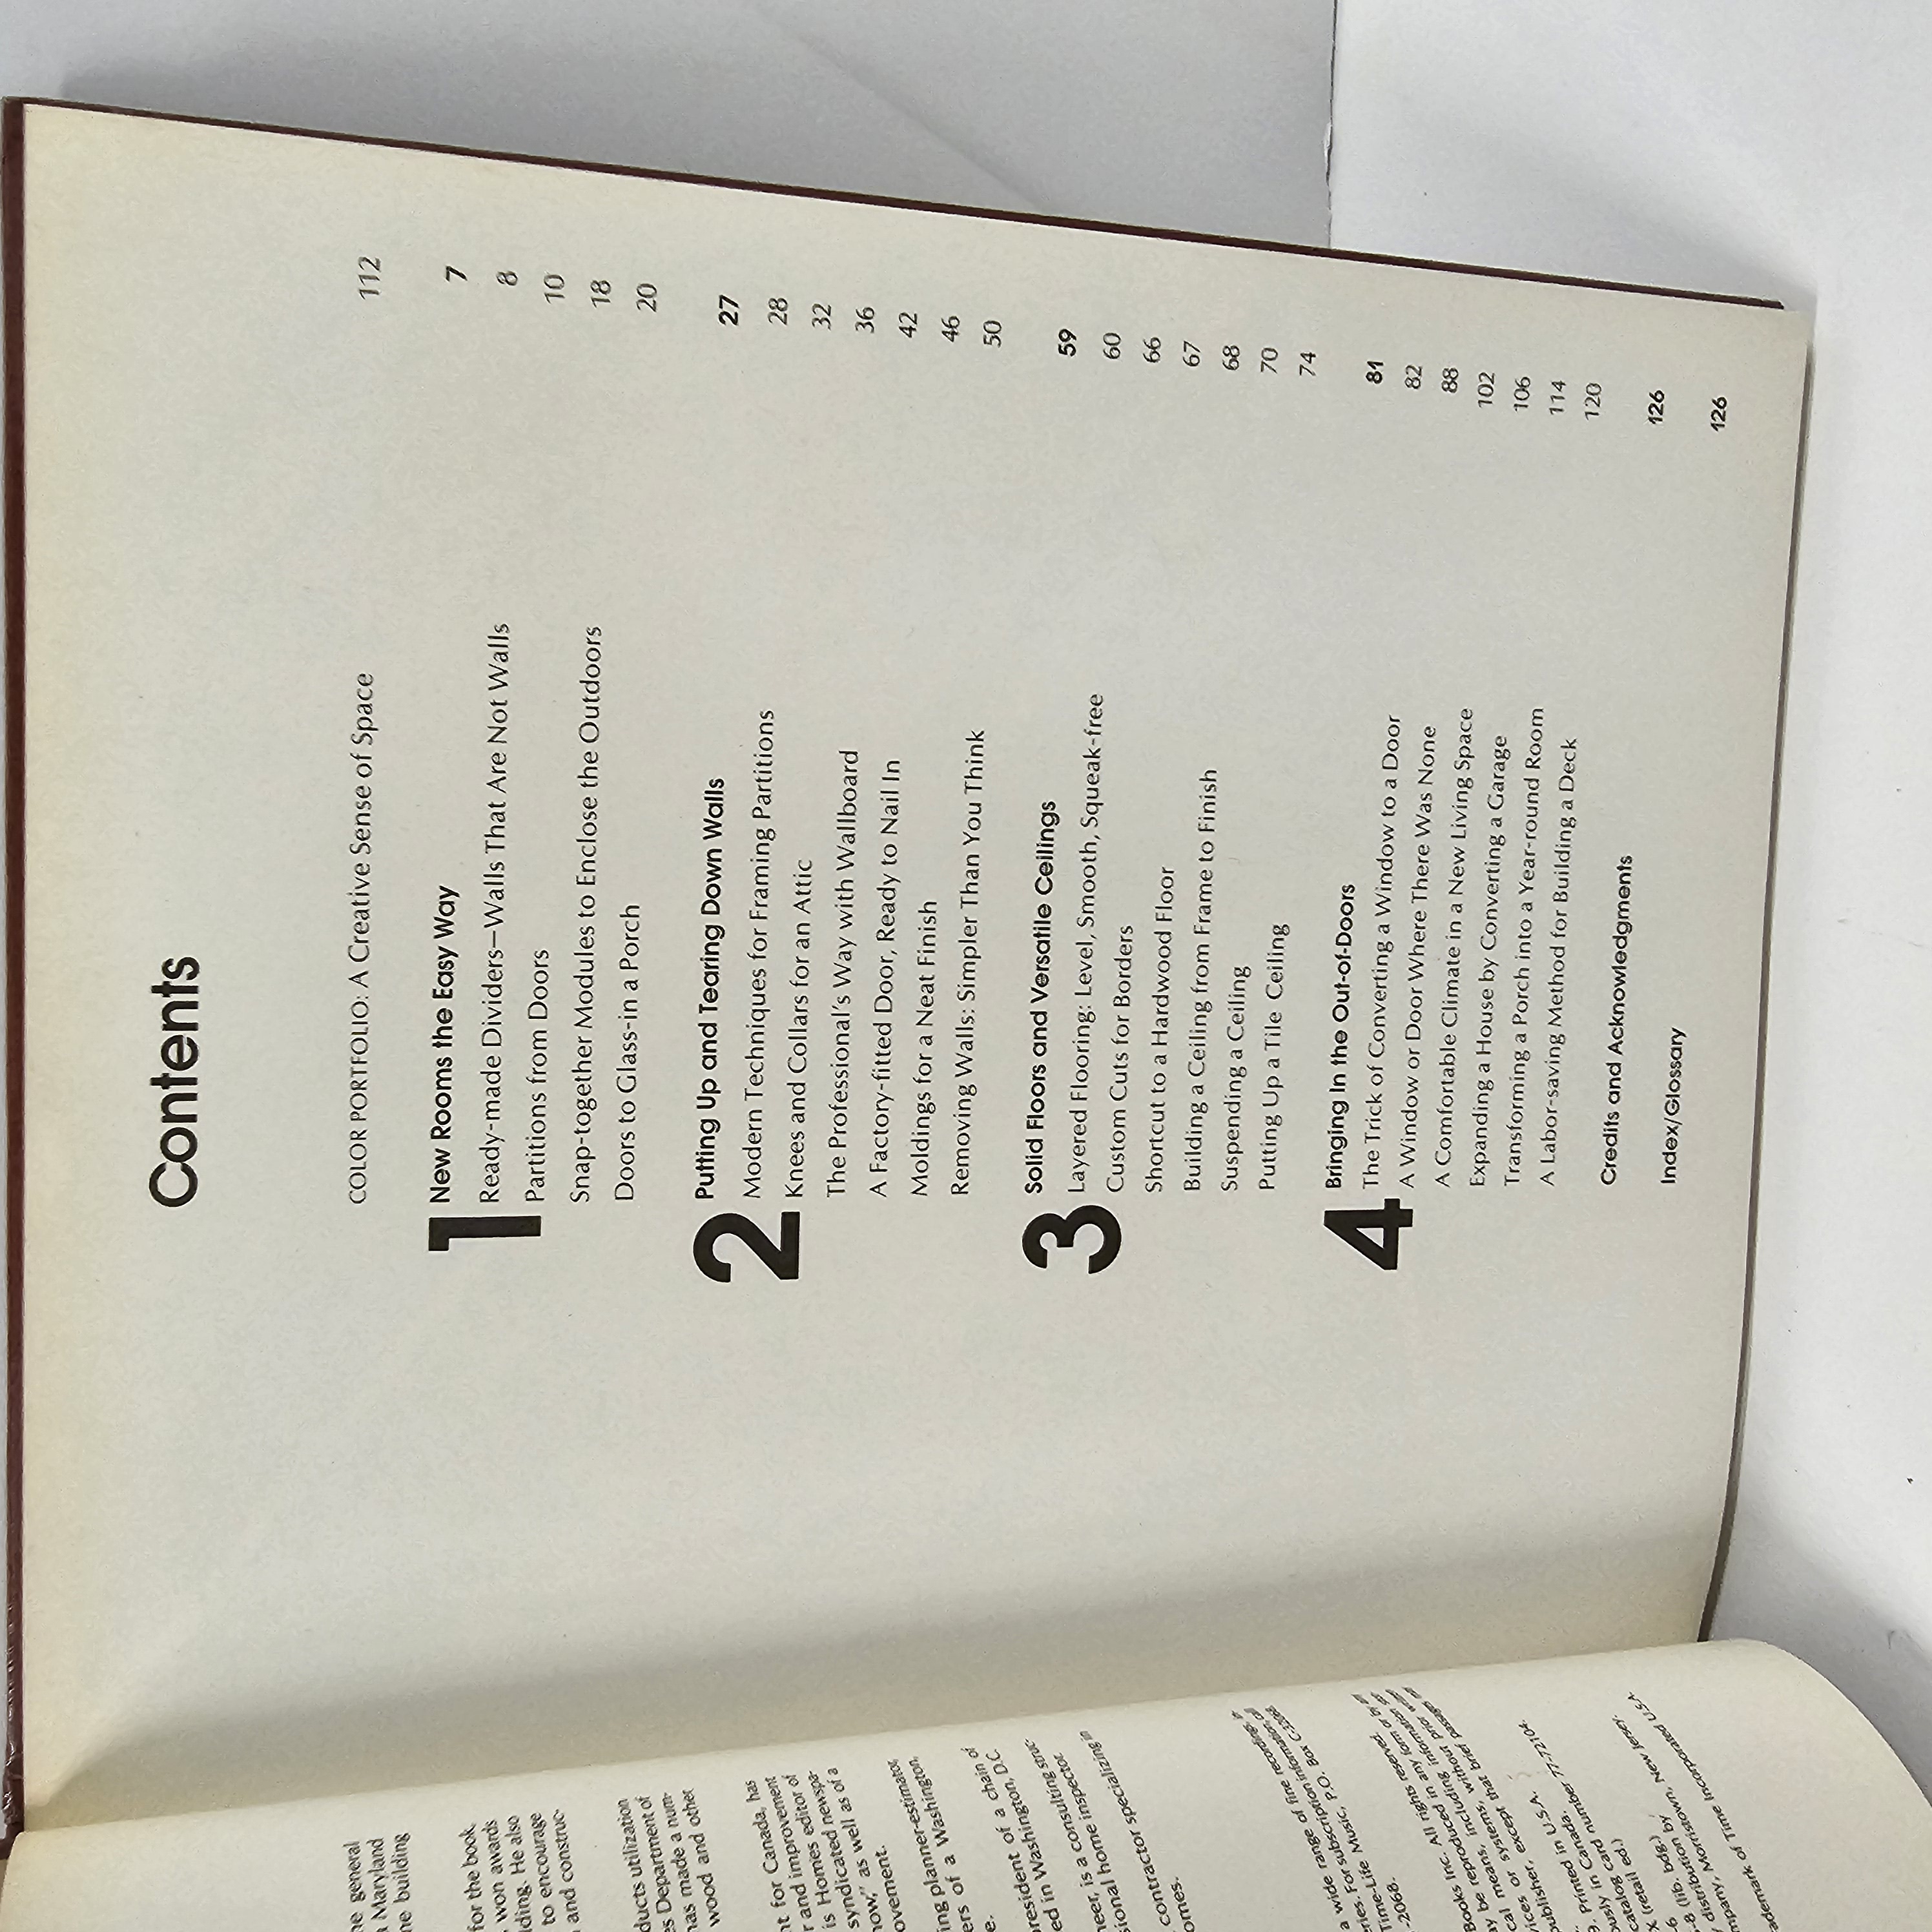 he general
a Maryland
me building
for the book,
won awards
lding. He also
to encourage
and construc-
ducts utilization
es Department of
has made a num-
wood and other
nt for Canada, has
r and improvement
is Homes editor of
syndicated newspa-
now," as well as of a
ovement.
ing planner-estimator,
ers of a Washington,
e.
president of a chain of
ed in Washington, D.C.
neer, is a consulting struc-
sional home inspector.
contractor specializing in
omes.
a wide range of fine recordings, in-
eries. For subscription information, call
Time-Life Music, P.O. Box C-32068,
-2068.
Books Inc. All rights reserved.
ay be reproduced in any form or by any
cal means, including information stor-
vices or systems, without prior written
publisher, except that brief passages may
9. Printed in U.S.A.
ously in Canada.
catalog card number 77-72104.
X (retail ed.)
-6
-8 (lib. bdg.)
y distribution by
mpany, Morristown, New Jersey.
ademark of Time Incorporated U.S.A.
Contents
COLOR PORTFOLIO: A Creative Sense of Space 112
1 New Rooms the Easy Way 7
Ready-made Dividers—Walls That Are Not Walls 8
Partitions from Doors 10
Snap-together Modules to Enclose the Outdoors 18
Doors to Glass-in a Porch 20
2 Putting Up and Tearing Down Walls 27
Modern Techniques for Framing Partitions 28
Knees and Collars for an Attic 32
The Professional's Way with Wallboard 36
A Factory-fitted Door, Ready to Nail In 42
Moldings for a Neat Finish 46
Removing Walls: Simpler Than You Think 50
3 Solid Floors and Versatile Ceilings 59
Layered Flooring: Level, Smooth, Squeak-free 60
Custom Cuts for Borders 66
Shortcut to a Hardwood Floor 67
Building a Ceiling from Frame to Finish 68
Suspending a Ceiling 70
Putting Up a Tile Ceiling 74
4 Bringing In the Out-of-Doors 81
The Trick of Converting a Window to a Door 82
A Window or Door Where There Was None 88
A Comfortable Climate in a New Living Space 102
Expanding a House by Converting a Garage 106
Transforming a Porch into a Year-round Room 114
A Labor-saving Method for Building a Deck 120
Credits and Acknowledgments 126
Index/Glossary 126